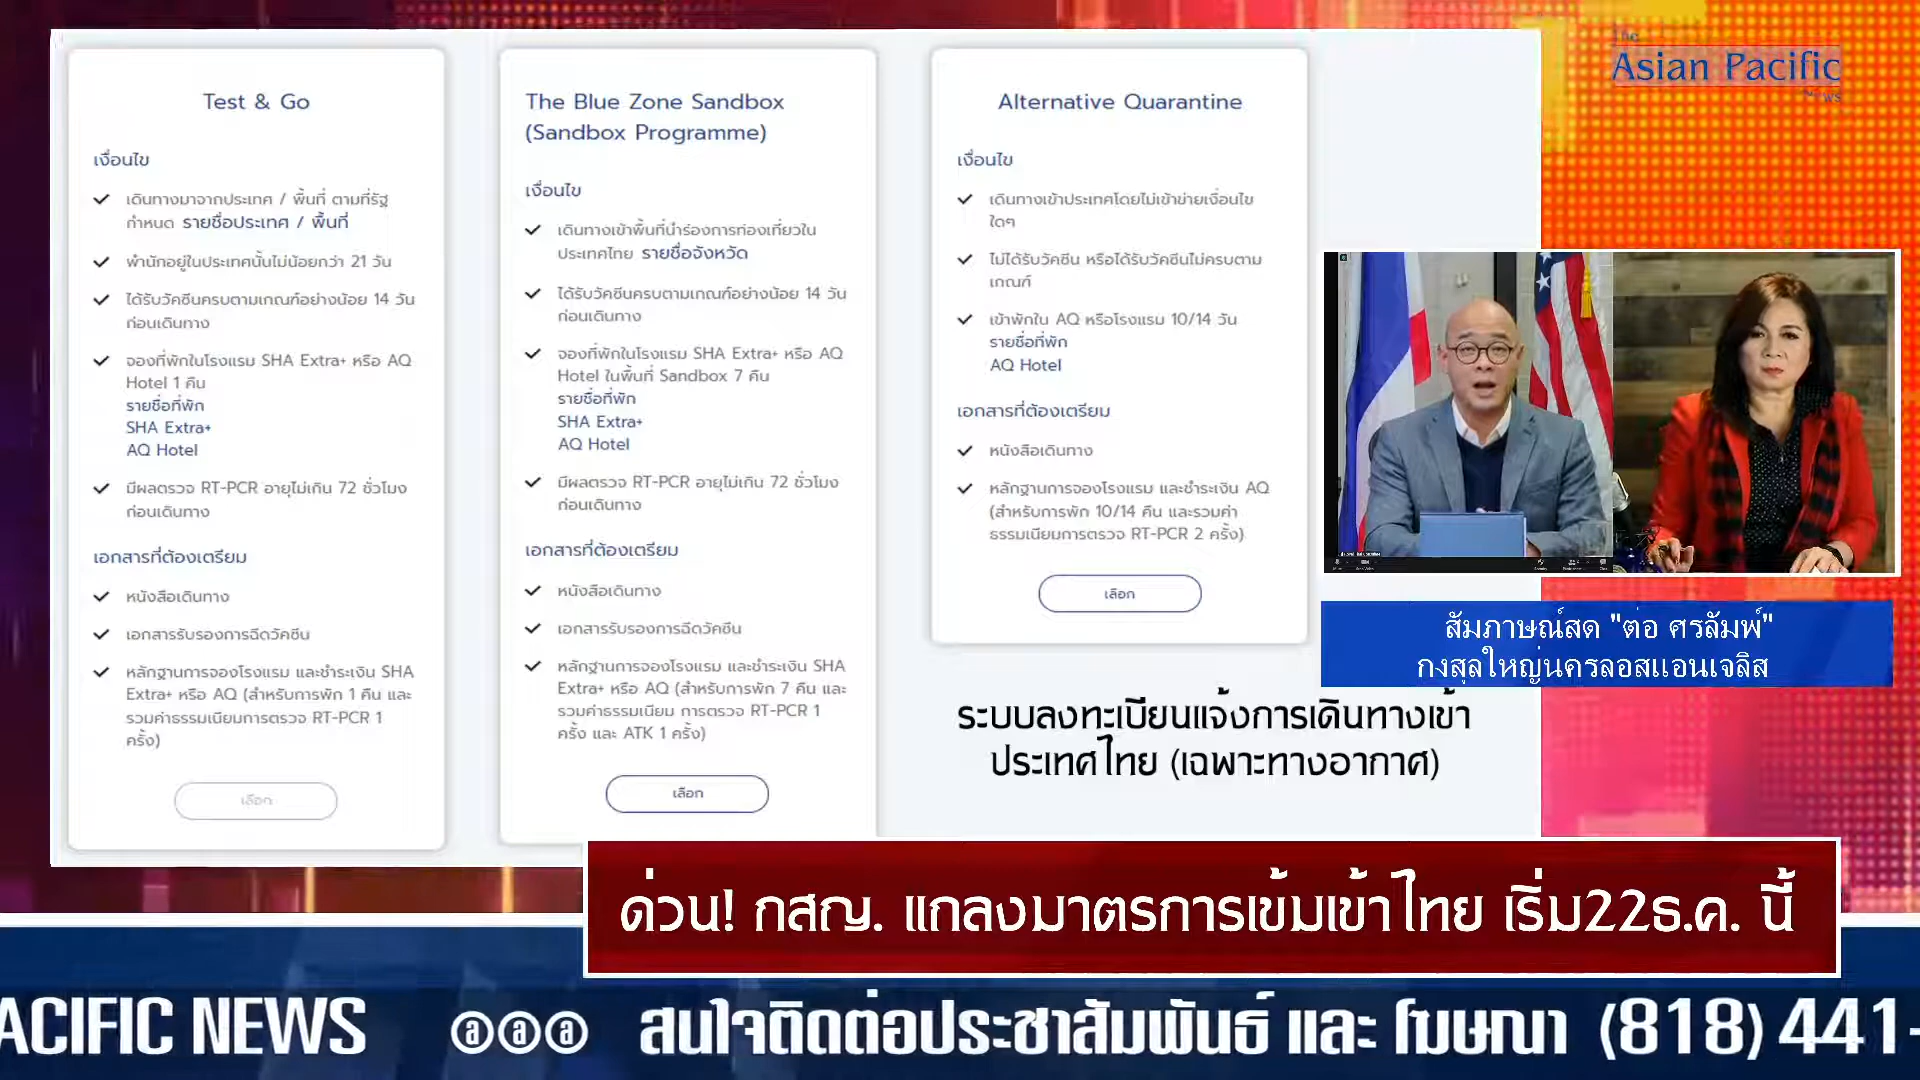 Test & Go
เงื่อนไข
เดินทางมาจากประเทศ / พื้นที่ ตามที่รัฐ
กำหนด รายชื่อประเทศ / พื้นที่
พำนักอยู่ในประเทศนั้นไม่น้อยกว่า 21 วัน
ได้รับวัคซีนครบตามเกณฑ์อย่างน้อย 14 วัน
ก่อนเดินทาง
จองที่พักในโรงแรม SHA Extra+ หรือ AQ
Hotel 1 คืน
รายชื่อที่พัก
SHA Extra+
AQ Hotel
มีผลตรวจ RT-PCR อายุไม่เกิน 72 ชั่วโมง
ก่อนเดินทาง
เอกสารที่ต้องเตรียม
หนังสือเดินทาง
เอกสารรับรองการฉีดวัคซีน
หลักฐานการจองโรงแรม และชำระเงิน SHA
Extra+ หรือ AQ (สำหรับการพัก 1 คืน และ
รวมค่าธรรมเนียมการตรวจ RT-PCR 1
ครั้ง)
เลือก
The Blue Zone Sandbox
(Sandbox Programme)
เงื่อนไข
เดินทางเข้าพื้นที่นำร่องการท่องเที่ยวใน
ประเทศไทย รายชื่อจังหวัด
ได้รับวัคซีนครบตามเกณฑ์อย่างน้อย 14 วัน
ก่อนเดินทาง
จองที่พักในโรงแรม SHA Extra+ หรือ AQ
Hotel ในพื้นที่ Sandbox 7 คืน
รายชื่อที่พัก
SHA Extra+
AQ Hotel
มีผลตรวจ RT-PCR อายุไม่เกิน 72 ชั่วโมง
ก่อนเดินทาง
เอกสารที่ต้องเตรียม
หนังสือเดินทาง
เอกสารรับรองการฉีดวัคซีน
หลักฐานการจองโรงแรม และชำระเงิน SHA
Extra+ หรือ AQ (สำหรับการพัก 7 คืน และ
รวมค่าธรรมเนียม การตรวจ RT-PCR 1
ครั้ง และ ATK 1 ครั้ง)
เลือก
Alternative Quarantine
เงื่อนไข
เดินทางเข้าประเทศโดยไม่เข้าข่ายเงื่อนไข
ใดๆ
ไม่ได้รับวัคซีน หรือได้รับวัคซีนไม่ครบตาม
เกณฑ์
เข้าพักใน AQ หรือโรงแรม 10/14 วัน
รายชื่อที่พัก
AQ Hotel
เอกสารที่ต้องเตรียม
หนังสือเดินทาง
หลักฐานการจองโรงแรม และชำระเงิน AQ
(สำหรับการพัก 10/14 คืน และรวมค่า
ธรรมเนียมการตรวจ RT-PCR 2 ครั้ง)
เลือก
ระบบลงทะเบียนแจ้งการเดินทางเข้า
ประเทศไทย (เฉพาะทางอากาศ)
The
Asian Pacific
News
สัมภาษณ์สด "ต่อ ศรลัมพ์"
กงสุลใหญ่นครลอสแอนเจลิส
ด่วน! กสญ. แถลงมาตรการเข้มเข้าไทย เริ่ม22ธ.ค. นี้
ACIFIC NEWS @@@ สนใจติดต่อประชาสัมพันธ์ และ โฆษณา (818) 441-